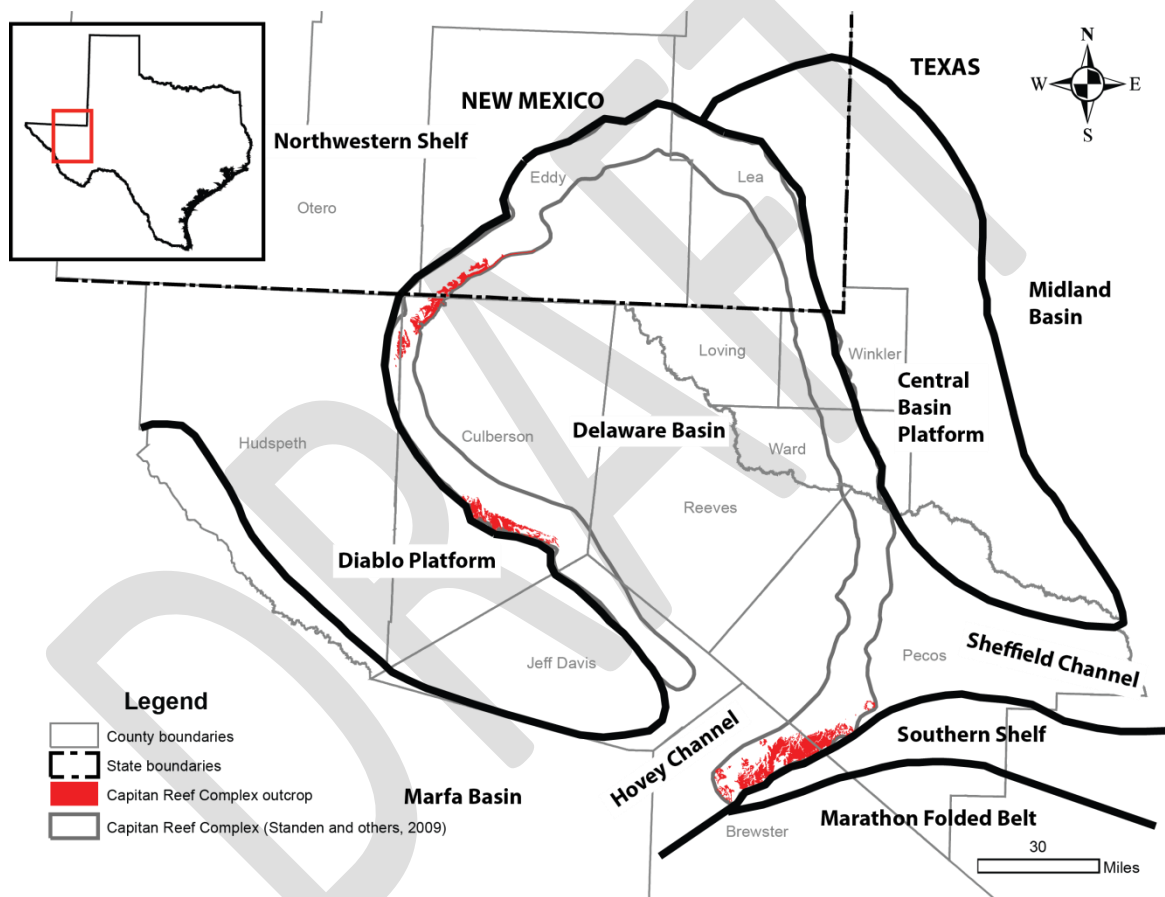 N
W E
S
TEXAS
NEW MEXICO
Northwestern Shelf
Eddy
Lea
Otero
Midland
Basin
Loving
Winkler
Central
Basin
Platform
Hudspeth
Culberson
Delaware Basin
Ward
Reeves
Diablo Platform
Jeff Davis
Pecos
Sheffield Channel
Hovey Channel
Southern Shelf
Marfa Basin
Marathon Folded Belt
Brewster
Legend
County boundaries
State boundaries
Capitan Reef Complex outcrop
Capitan Reef Complex (Standen and others, 2009)
30
Miles
DRAFT